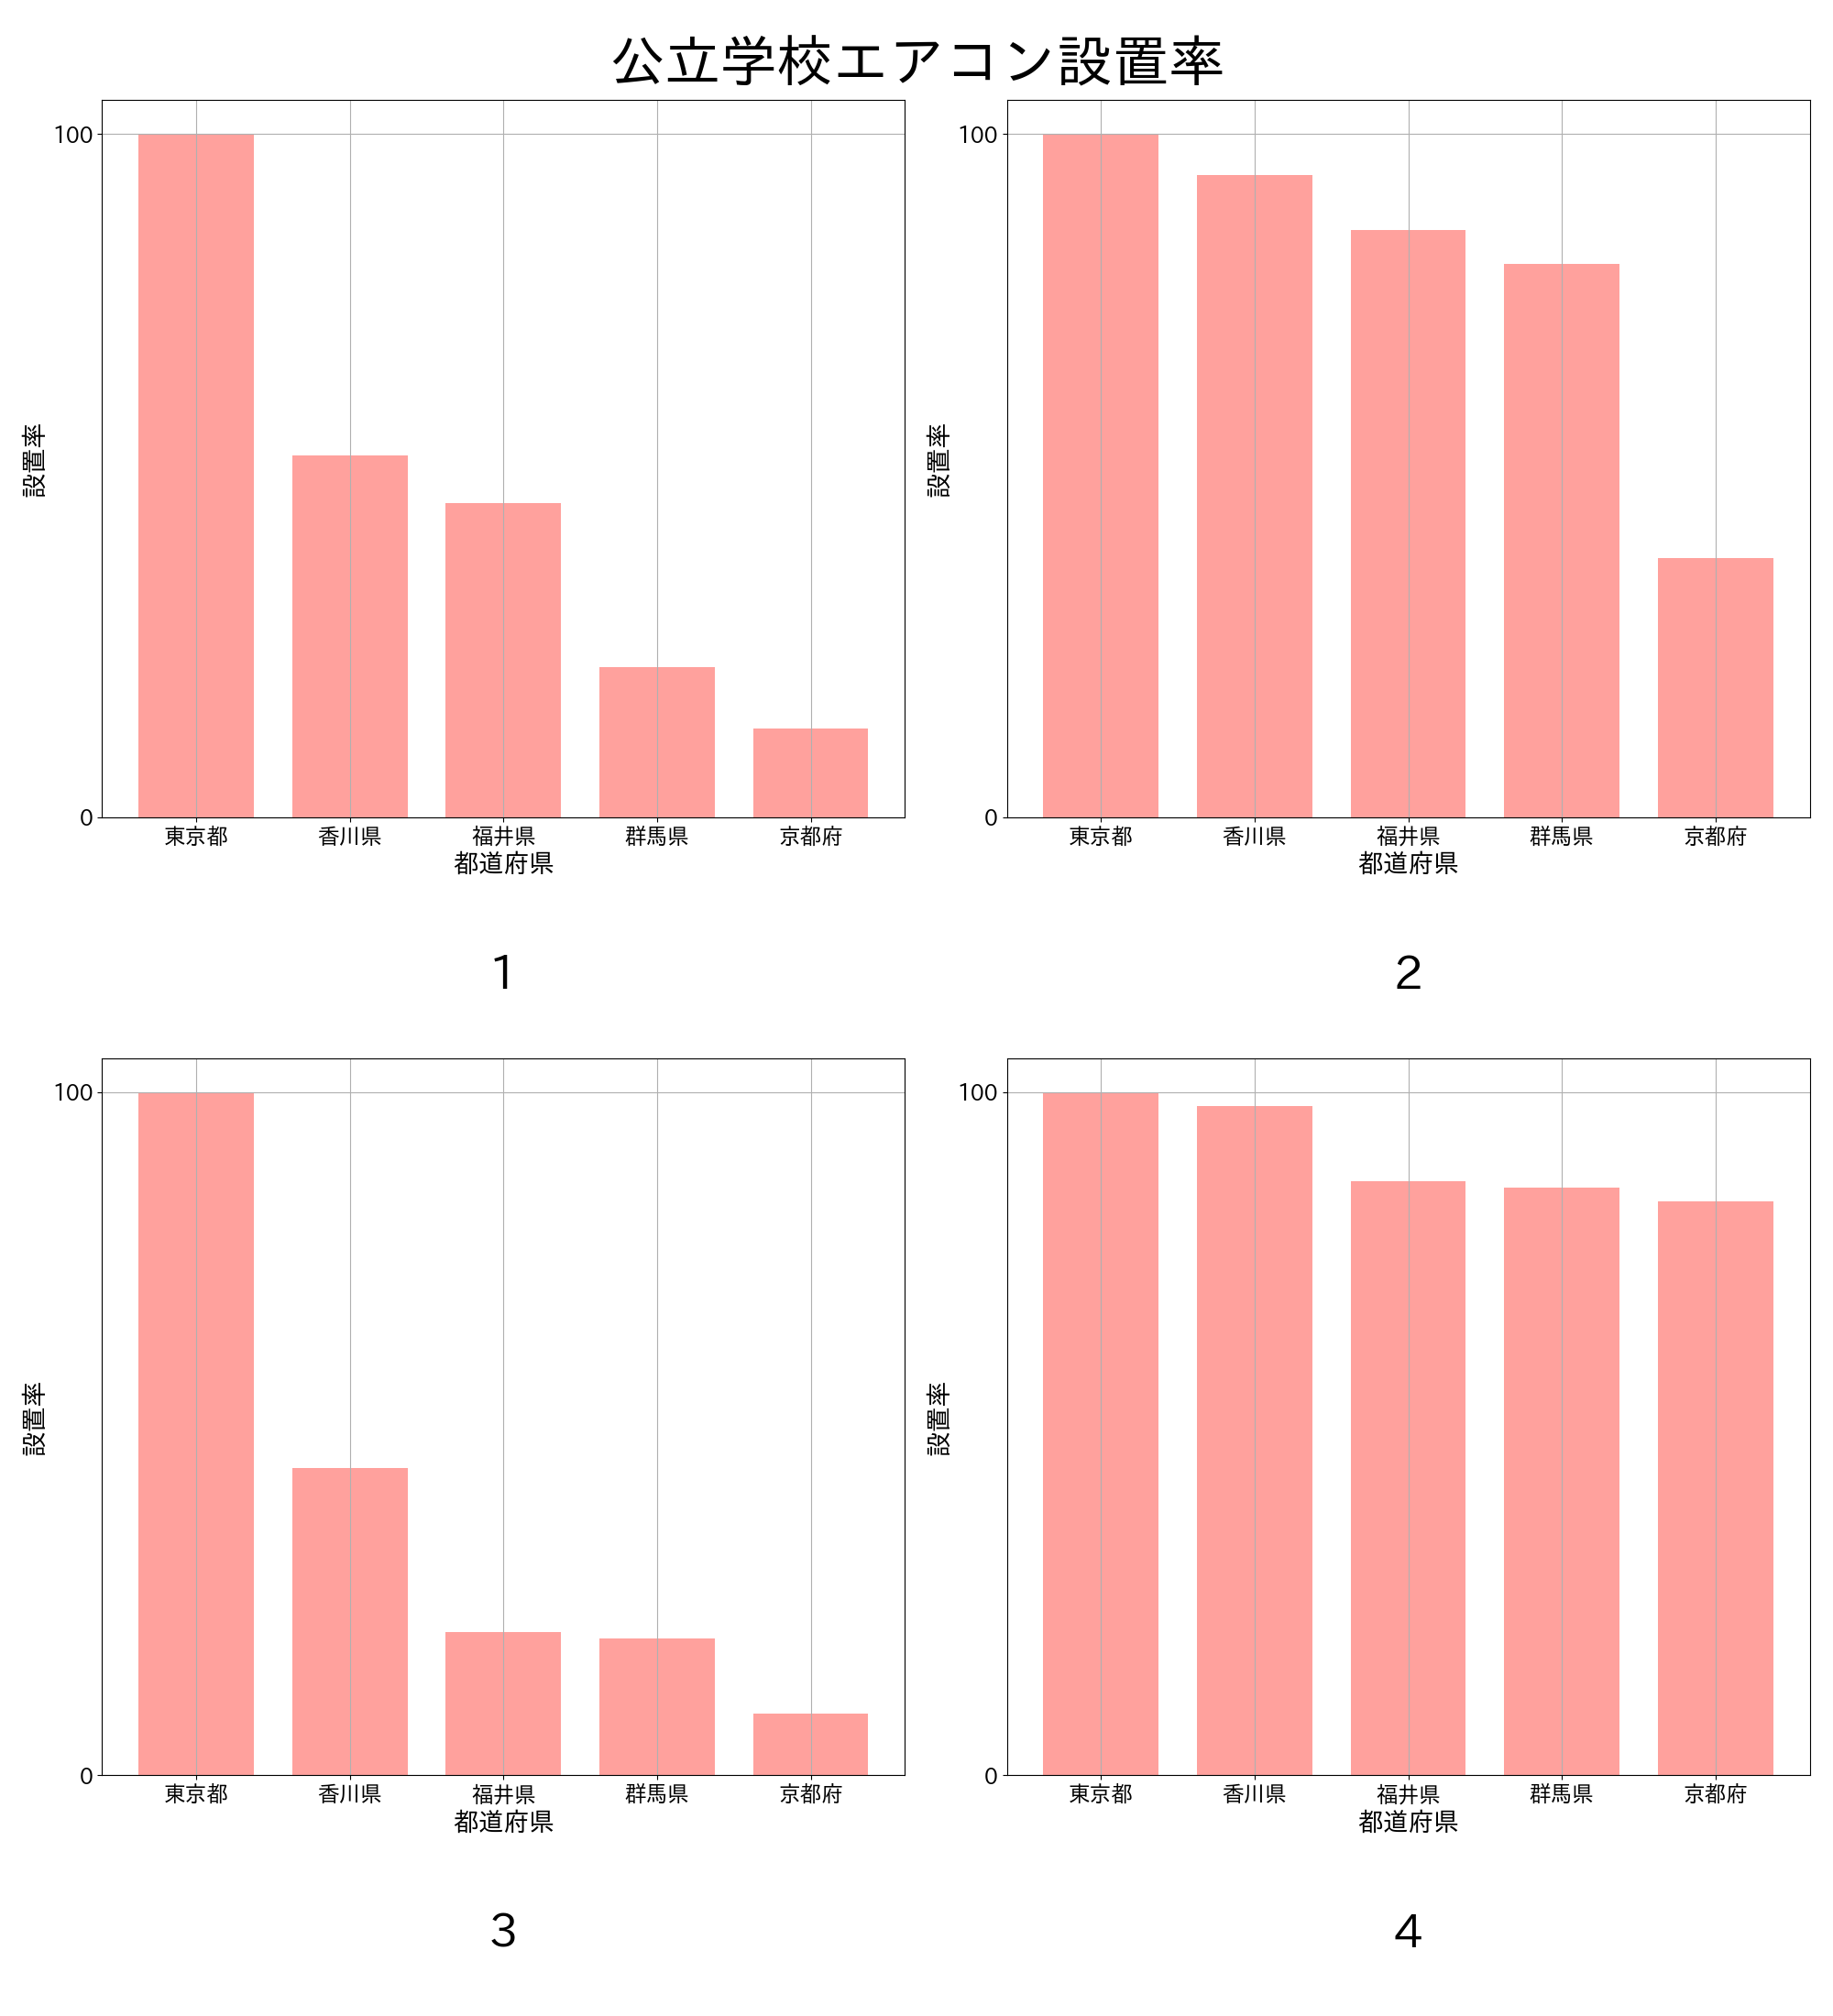 公立学校エアコン設置率
100
0
設置率
東京都 香川県 福井県 群馬県 京都府
都道府県
1
100
0
設置率
東京都 香川県 福井県 群馬県 京都府
都道府県
2
100
0
設置率
東京都 香川県 福井県 群馬県 京都府
都道府県
3
100
0
設置率
東京都 香川県 福井県 群馬県 京都府
都道府県
4